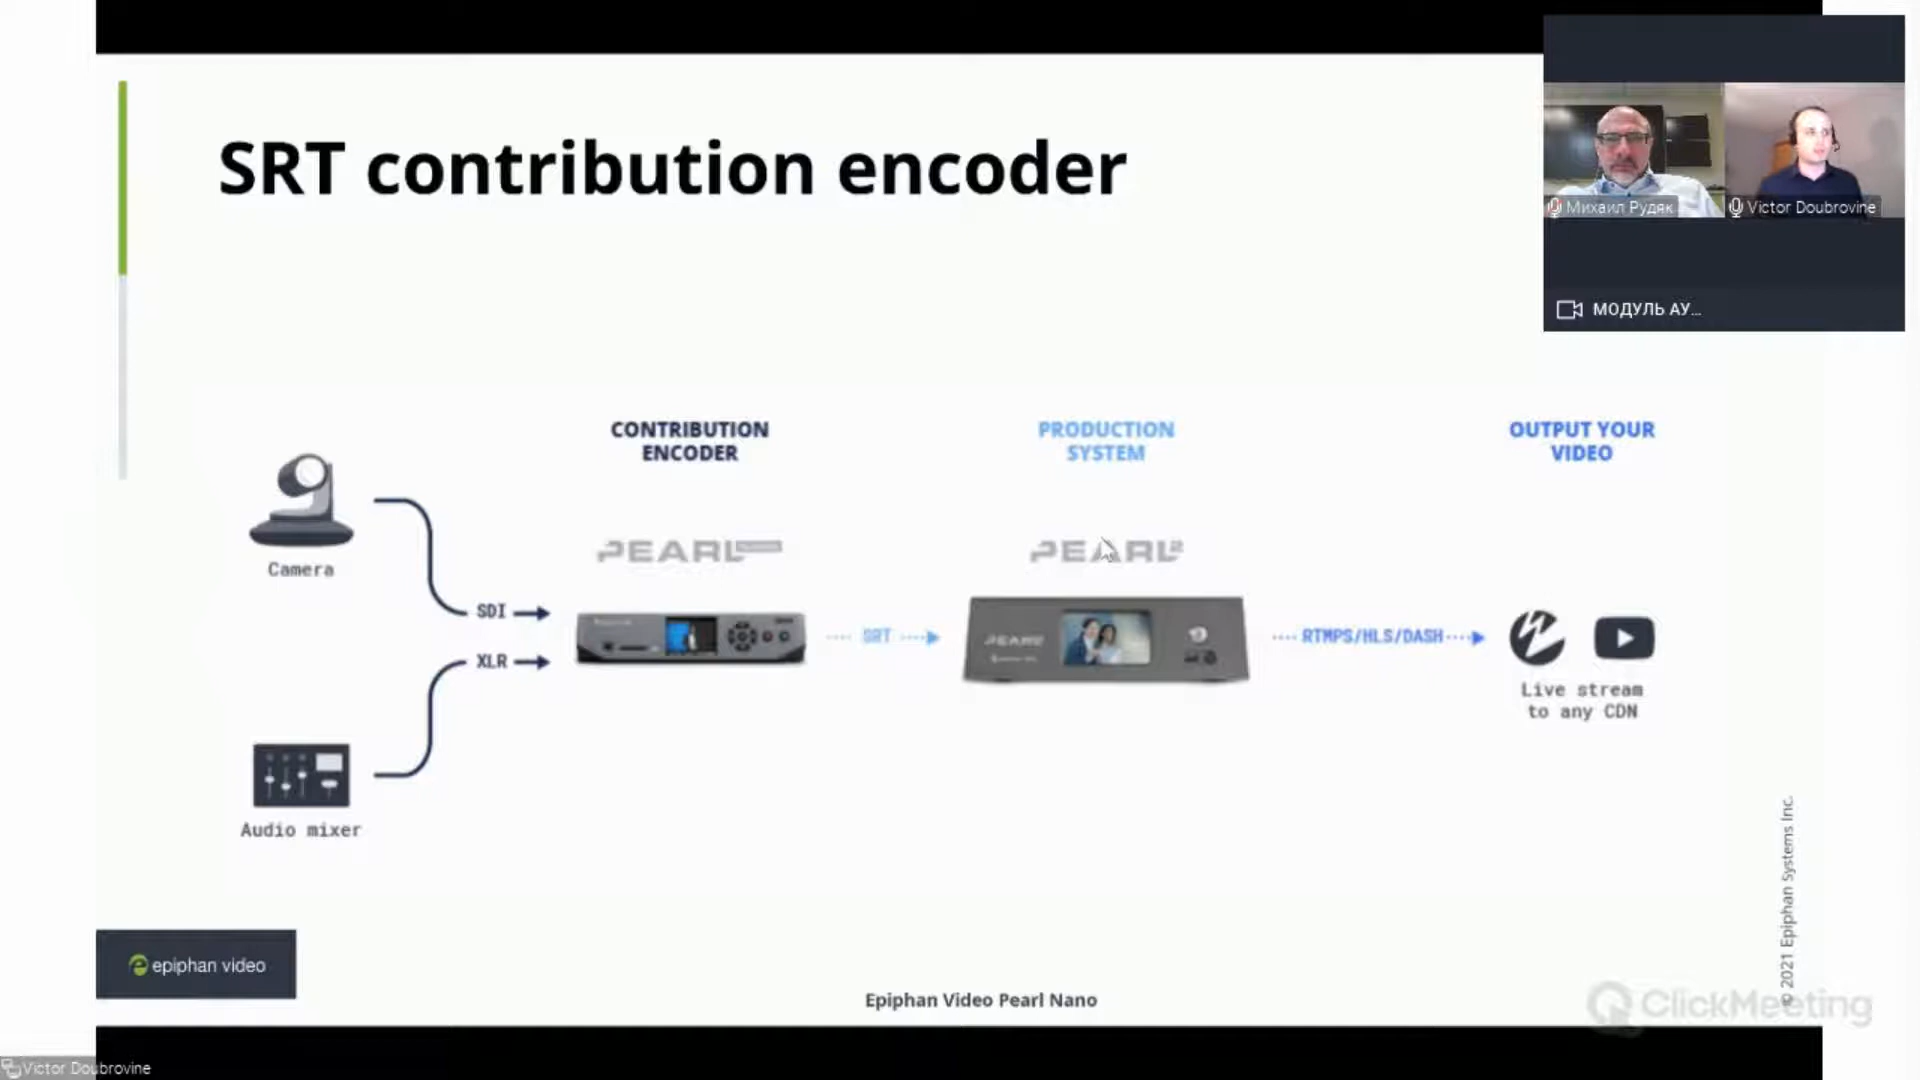 SRT contribution encoder
Михаил Рудяк
Victor Doubrovine
МОДУЛЬ АУ...
CONTRIBUTION
ENCODER
PRODUCTION
SYSTEM
OUTPUT YOUR
VIDEO
Camera
PEARL
PEARL2
SDI
XLR
SRT
PEARL2
RTMPS/HLS/DASH
Live stream
to any CDN
Audio mixer
© 2021 Epiphan Systems Inc.
epiphan video
Epiphan Video Pearl Nano
ClickMeeting
Victor Doubrovine